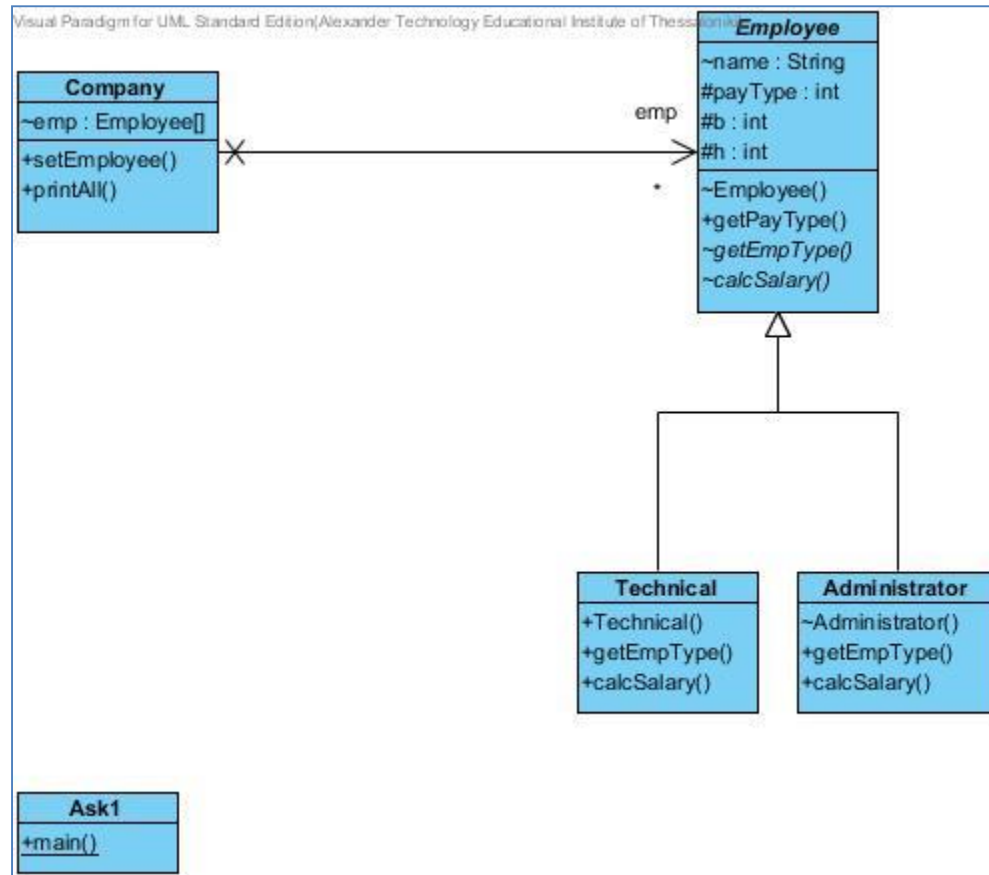 Visual Paradigm for UML Standard Edition(Alexander Technology Educational Institute of
Company
~emp : Employee[]
+setEmployee()
+printAll()
emp
*
Employee
~name : String
#payType : int
#b : int
#h : int
~Employee()
+getPayType()
~getEmpType()
~calcSalary()
Technical
+Technical()
+getEmpType()
+calcSalary()
Administrator
~Administrator()
+getEmpType()
+calcSalary()
Ask1
+main()